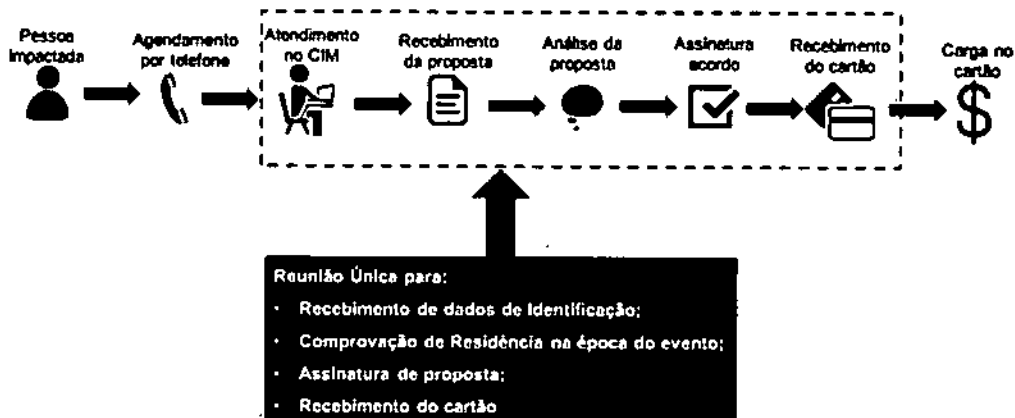 Pessoa
Impactada
Agendamento
por telefone
Atendimento
no CIM
Recebimento
da proposta
Análise da
proposta
Assinatura
acordo
Recebimento
do cartão
Carga no
cartão
$
Reunião Única para:
• Recebimento de dados de Identificação;
• Comprovação de Residência na época do evento;
• Assinatura de proposta;
• Recebimento do cartão